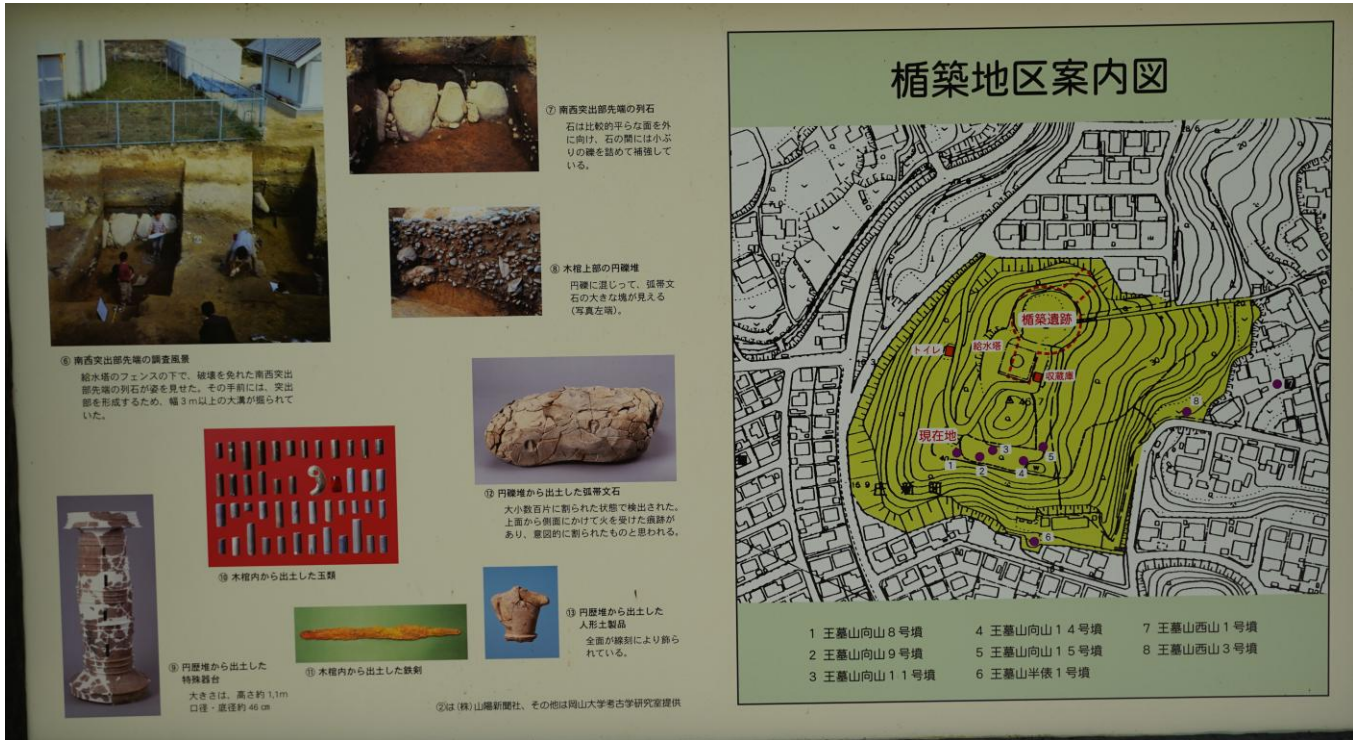 ⑥ 南西突出部先端の調査風景
給水塔のフェンスの下で、破壊を免れた南西突出
部先端の列石が姿を見せた。その手前には、突出
部を形成するため、幅3m以上の大溝が掘られて
いた。
⑦ 南西突出部先端の列石
石は比較的平らな面を外
に向け、石の間には小ぶ
りの礫を詰めて補強して
いる。
⑧ 木棺上部の円礫堆
円礫に混じって、弧帯文
石の大きな塊が見える
(写真左端)。
⑨ 円歴堆から出土した
特殊器台
大きさは、高さ約1.1m
口径・底径約46㎝
⑩ 木棺内から出土した玉類
⑪ 木棺内から出土した鉄剣
⑫ 円礫堆から出土した弧帯文石
大小数百片に割られた状態で検出された。
上面から側面にかけて火を受けた痕跡が
あり、意図的に割られたものと思われる。
⑬ 円歴堆から出土した
人形土製品
全面が線刻により飾ら
れている。
②は(株)山陽新聞社、その他は岡山大学考古学研究室提供
楯築地区案内図
楯築遺跡
給水塔
トイレ
収蔵庫
現在地
庄新町
1
2
3
4
5
6
7
8
1 王墓山向山8号墳
2 王墓山向山9号墳
3 王墓山向山11号墳
4 王墓山向山14号墳
5 王墓山向山15号墳
6 王墓山半俵1号墳
7 王墓山西山1号墳
8 王墓山西山3号墳